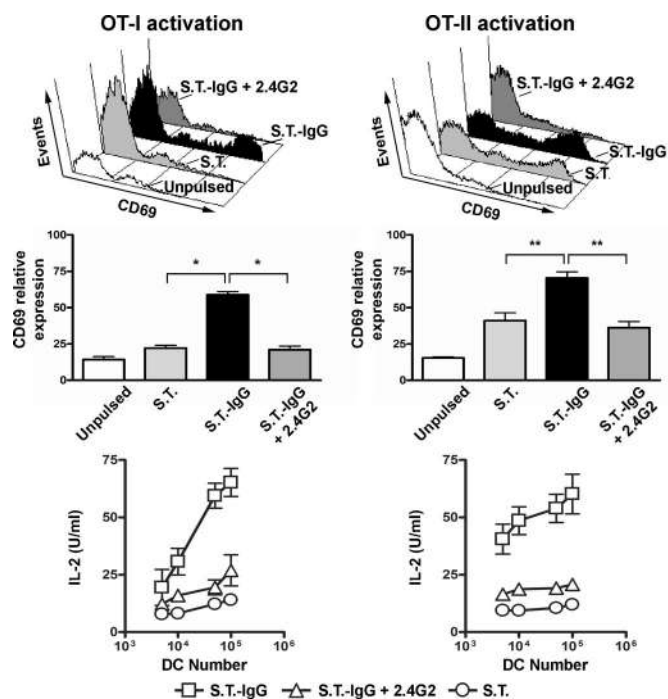 OT-I activation
OT-II activation
S.T.-IgG + 2.4G2
S.T.-IgG
S.T.
Unpulsed
Events
CD69
S.T.-IgG + 2.4G2
S.T.-IgG
S.T.
Unpulsed
Events
CD69
CD69 relative
expression
100
75
50
25
0
*
*
Unpulsed
S.T.
S.T.-IgG
S.T.-IgG
+ 2.4G2
CD69 relative
expression
100
75
50
25
0
**
**
Unpulsed
S.T.
S.T.-IgG
S.T.-IgG
+ 2.4G2
IL-2 (U/ml)
75
50
25
0
10³ 10⁴ 10⁵ 10⁶
DC Number
IL-2 (U/ml)
75
50
25
0
10³ 10⁴ 10⁵ 10⁶
DC Number
S.T.-IgG S.T.-IgG + 2.4G2 S.T.